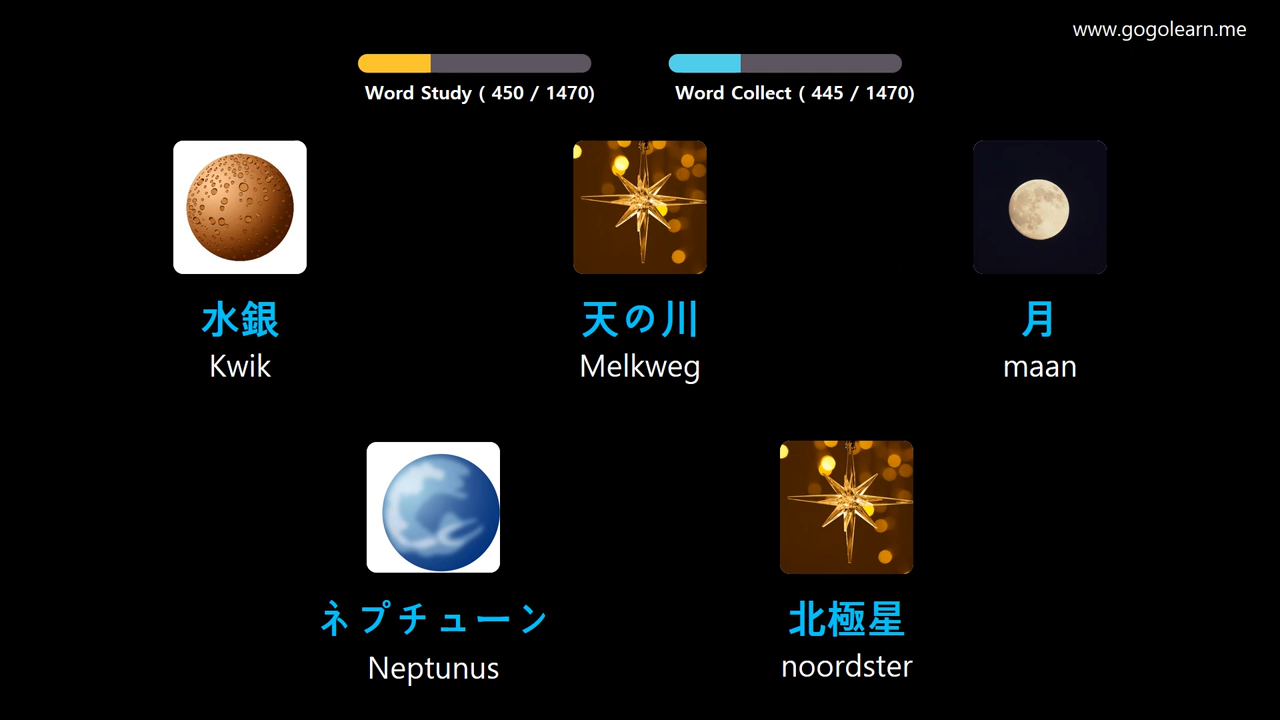 www.gogolearn.me
Word Study ( 450 / 1470)
Word Collect ( 445 / 1470)
水銀
Kwik
天の川
Melkweg
月
maan
ネプチューン
Neptunus
北極星
noordster